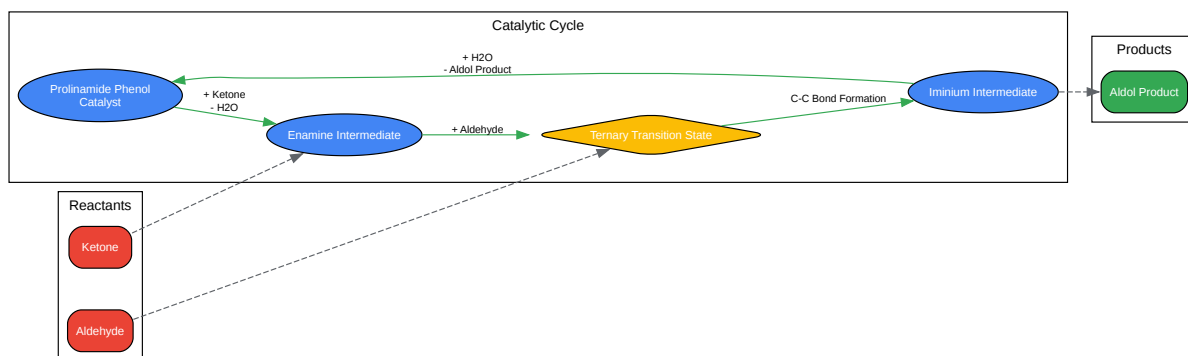 Catalytic Cycle
Products
+ H2O
- Aldol Product
Prolinamide Phenol
Catalyst
+ Ketone
- H2O
Enamine Intermediate
+ Aldehyde
Ternary Transition State
C-C Bond Formation
Iminium Intermediate
Aldol Product
Reactants
Ketone
Aldehyde